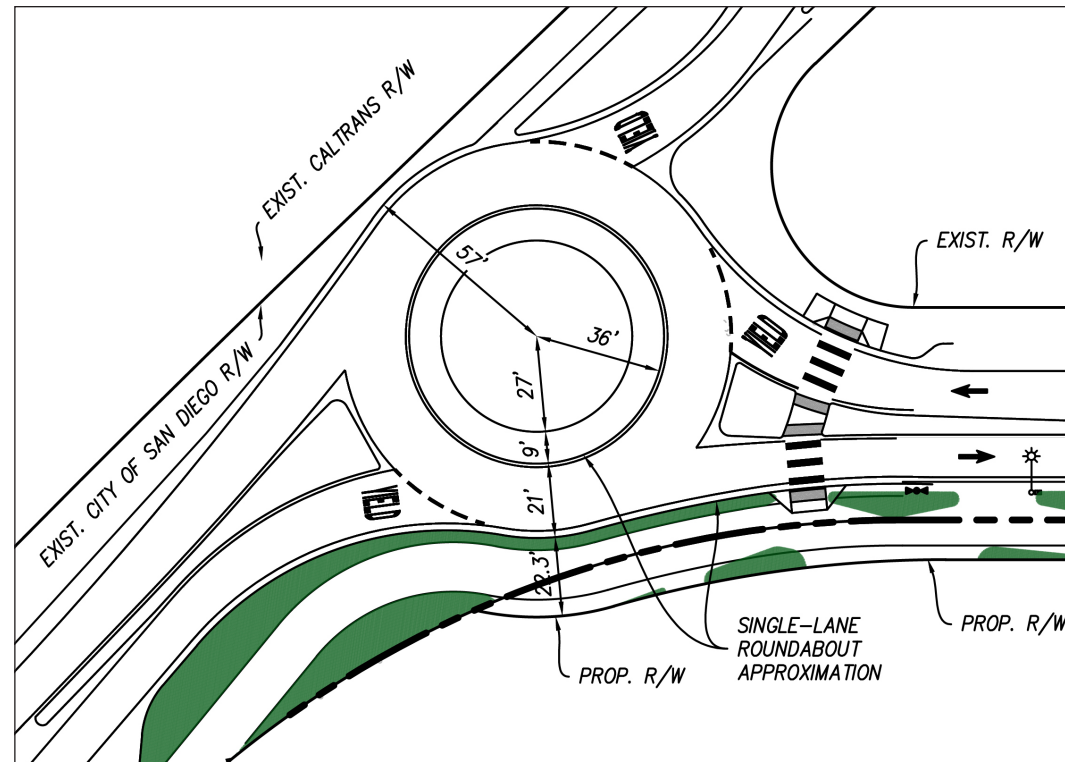 EXIST. CALTRANS R/W
EXIST. CITY OF SAN DIEGO R/W
YIELD
57'
EXIST. R/W
YIELD
36'
27'
9'
21'
YIELD
22.3'
SINGLE-LANE
ROUNDABOUT
APPROXIMATION
PROP. R/W
PROP. R/W